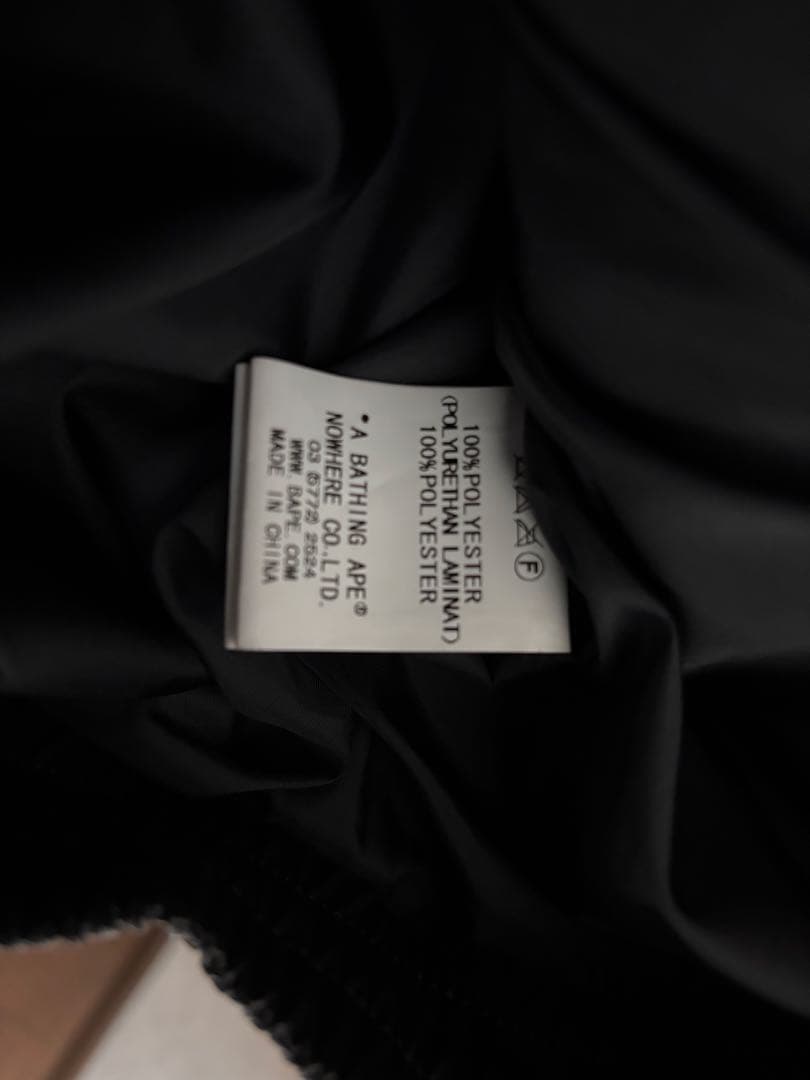 F
100%POLYESTER
(POLYURETHAN LAMINAT)
100%POLYESTER
•A BATHING APE®
NOWHERE CO.,LTD.
03 (5772) 2524
WWW.BAPE.COM
MADE IN CHINA